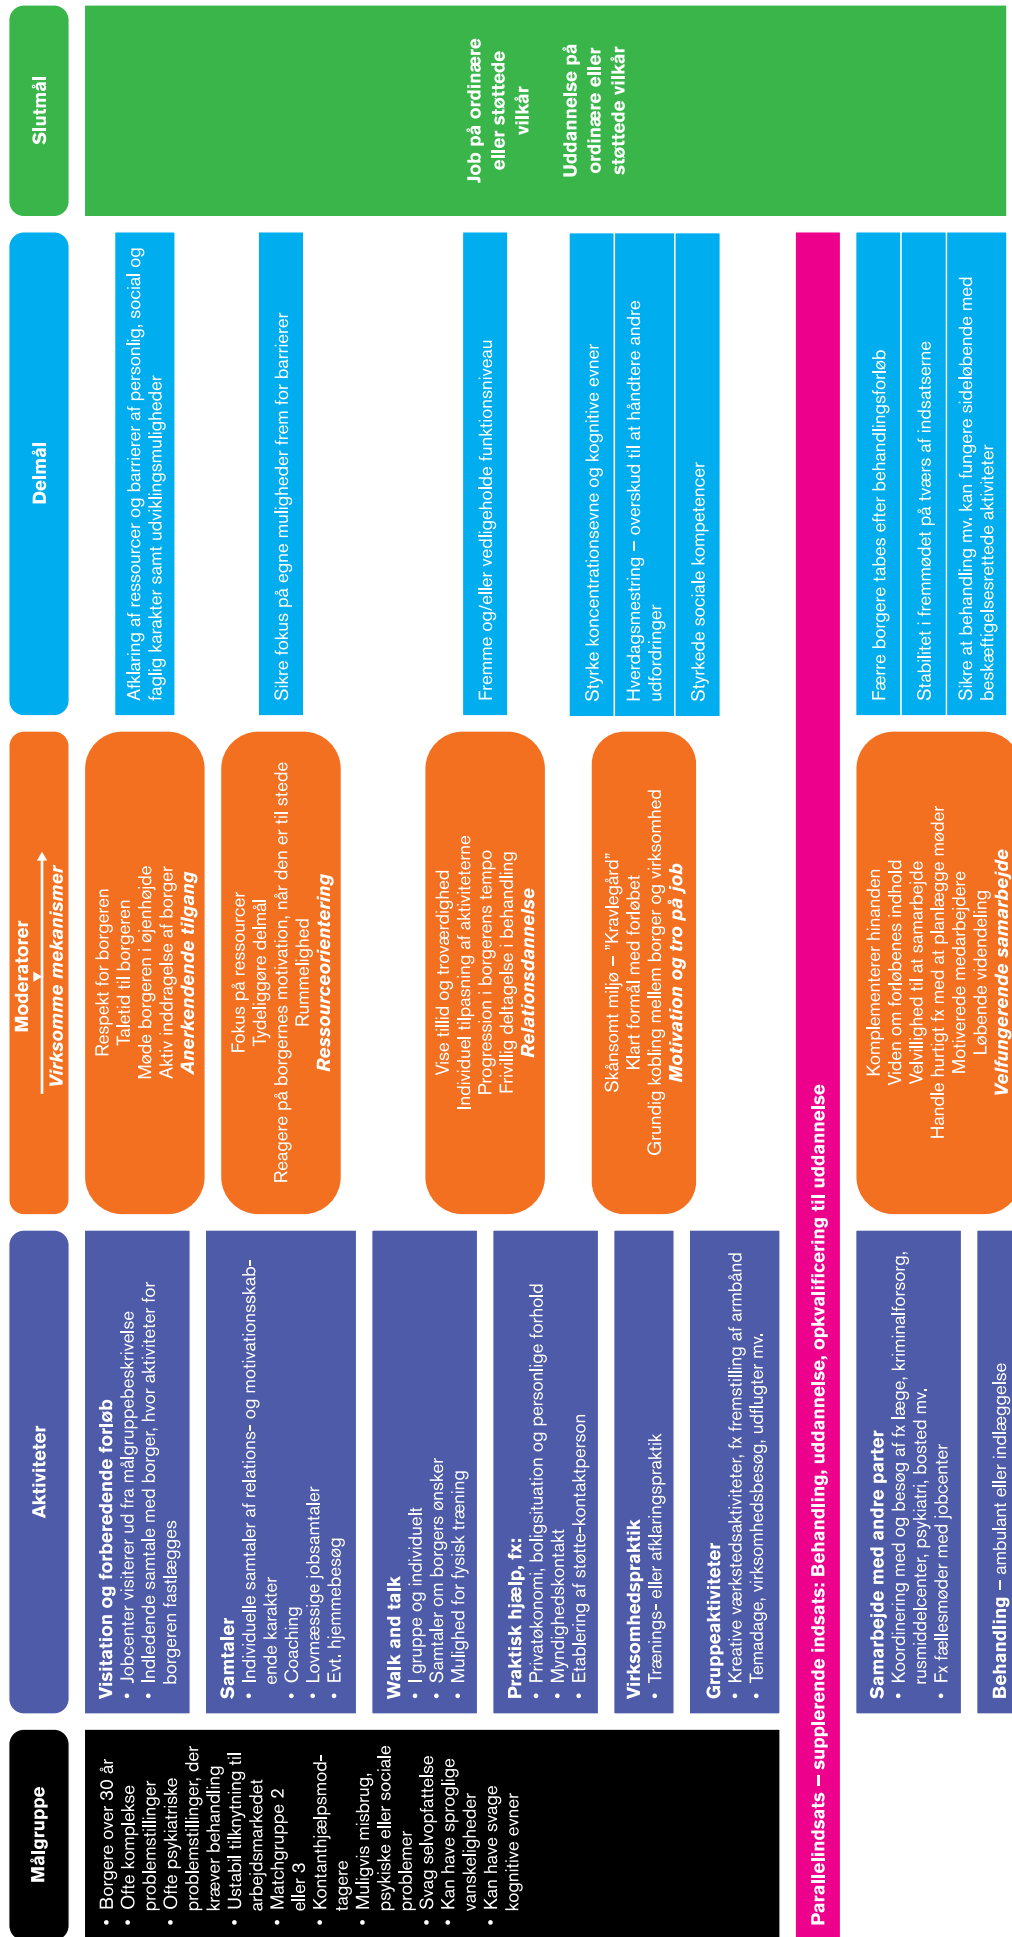 Målgruppe
• Borgere over 30 år
• Ofte komplekse
problemstillinger
• Ofte psykiatriske
problemstillinger, der
kræver behandling
• Ustabil tilknytning til
arbejdsmarkedet
• Matchgruppe 2
eller 3
• Kontanthjælpsmod-
tagere
• Muligvis misbrug,
psykiske eller sociale
problemer
• Svag selvopfattelse
• Kan have sproglige
vanskeligheder
• Kan have svage
kognitive evner
Aktiviteter
Visitation og forberedende forløb
• Jobcenter visiterer ud fra målgruppebeskrivelse
• Indledende samtale med borger, hvor aktiviteter for
borgeren fastlægges
Samtaler
• Individuelle samtaler af relations- og motivationsskab-
ende karakter
• Coaching
• Lovmæssige jobsamtaler
• Evt. hjemmebesøg
Walk and talk
• I gruppe og individuelt
• Samtaler om borgers ønsker
• Mulighed for fysisk træning
Praktisk hjælp, fx:
• Privatøkonomi, boligsituation og personlige forhold
• Myndighedskontakt
• Etablering af støtte-kontaktperson
Virksomhedspraktik
• Trænings- eller afklaringspraktik
Gruppeaktiviteter
• Kreative værkstedsaktiviteter, fx fremstilling af armbånd
• Temadage, virksomhedsbesøg, udflugter mv.
Moderatorer
Virksomme mekanismer
Respekt for borgeren
Taletid til borgeren
Møde borgeren i øjenhøjde
Aktiv inddragelse af borger
Anerkendende tilgang
Fokus på ressourcer
Tydeliggøre delmål
Reagere på borgernes motivation, når den er til stede
Rummelighed
Ressourceorientering
Vise tillid og troværdighed
Individuel tilpasning af aktiviteterne
Progression i borgerens tempo
Frivillig deltagelse i behandling
Relationsdannelse
Skånsomt miljø – ”Kravlegård”
Klart formål med forløbet
Grundig kobling mellem borger og virksomhed
Motivation og tro på job
Delmål
Afklaring af ressourcer og barrierer af personlig, social og
faglig karakter samt udviklingsmuligheder
Sikre fokus på egne muligheder frem for barrierer
Fremme og/eller vedligeholde funktionsniveau
Styrke koncentrationsevne og kognitive evner
Hverdagsmestring – overskud til at håndtere andre
udfordringer
Styrkede sociale kompetencer
Slutmål
Job på ordinære
eller støttede
vilkår
Uddannelse på
ordinære eller
støttede vilkår
Parallelindsats – supplerende indsats: Behandling, uddannelse, opkvalificering til uddannelse
Samarbejde med andre parter
• Koordinering med og besøg af fx læge, kriminalforsorg,
rusmiddelcenter, psykiatri, bosted mv.
• Fx fællesmøder med jobcenter
Behandling – ambulant eller indlæggelse
Komplementerer hinanden
Viden om forløbenes indhold
Velvillighed til at samarbejde
Handle hurtigt fx med at planlægge møder
Motiverede medarbejdere
Løbende videndeling
Velfungerende samarbejde
Færre borgere tabes efter behandlingsforløb
Stabilitet i fremmødet på tværs af indsatserne
Sikre at behandling mv. kan fungere sideløbende med
beskæftigelsesrettede aktiviteter